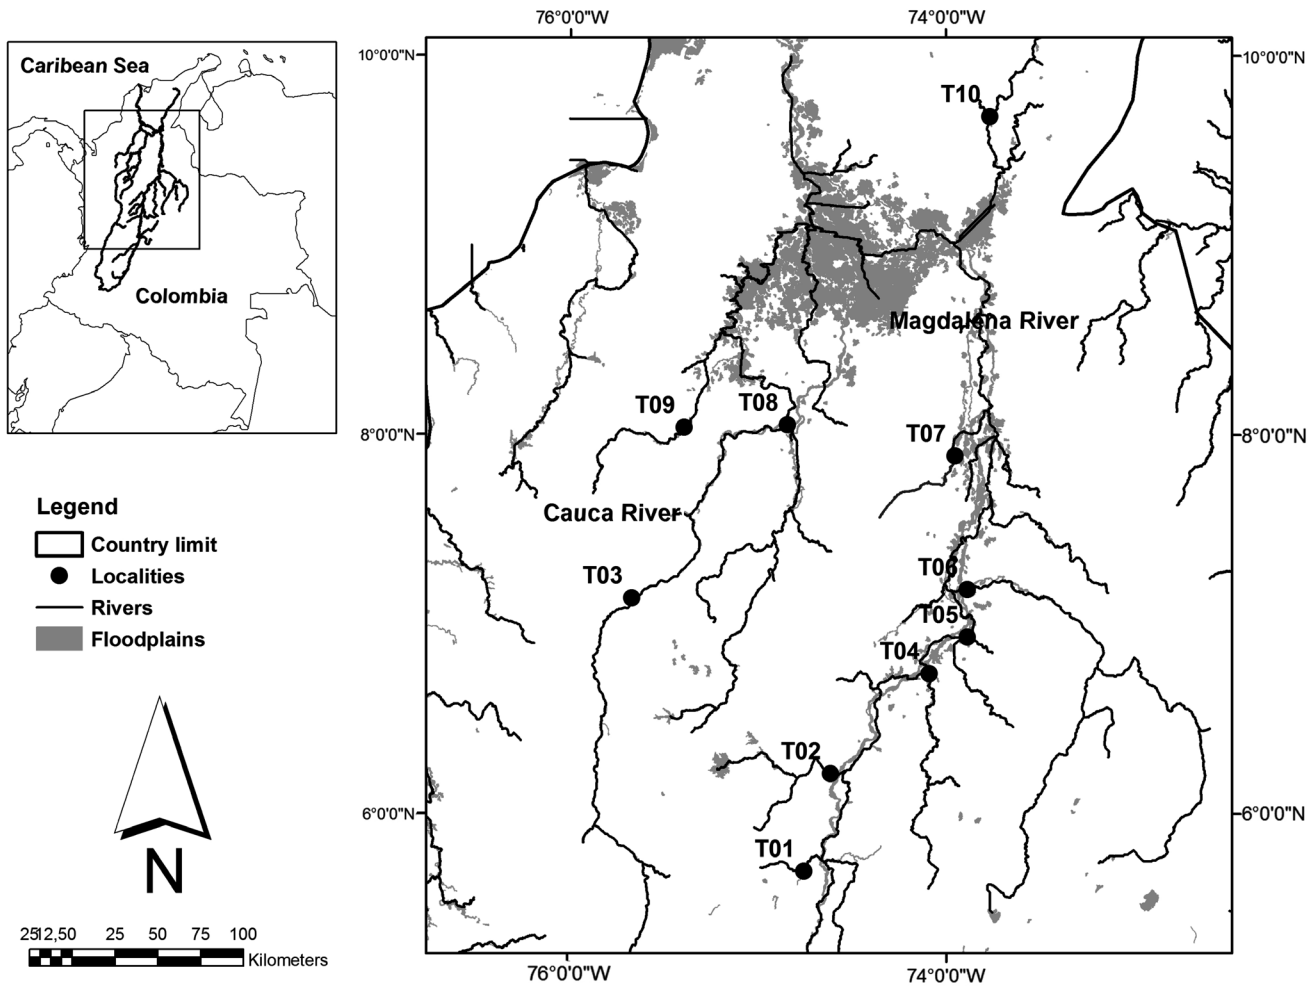 76°0'0"W
74°0'0"W
Caribean Sea
Colombia
10°0'0"N
10°0'0"N
T10
Magdalena River
T09
T08
T07
8°0'0"N
8°0'0"N
Cauca River
T03
T06
T05
T04
T02
T01
6°0'0"N
6°0'0"N
Legend
Country limit
Localities
Rivers
Floodplains
N
2512,50 25 50 75 100
Kilometers
76°0'0"W
74°0'0"W